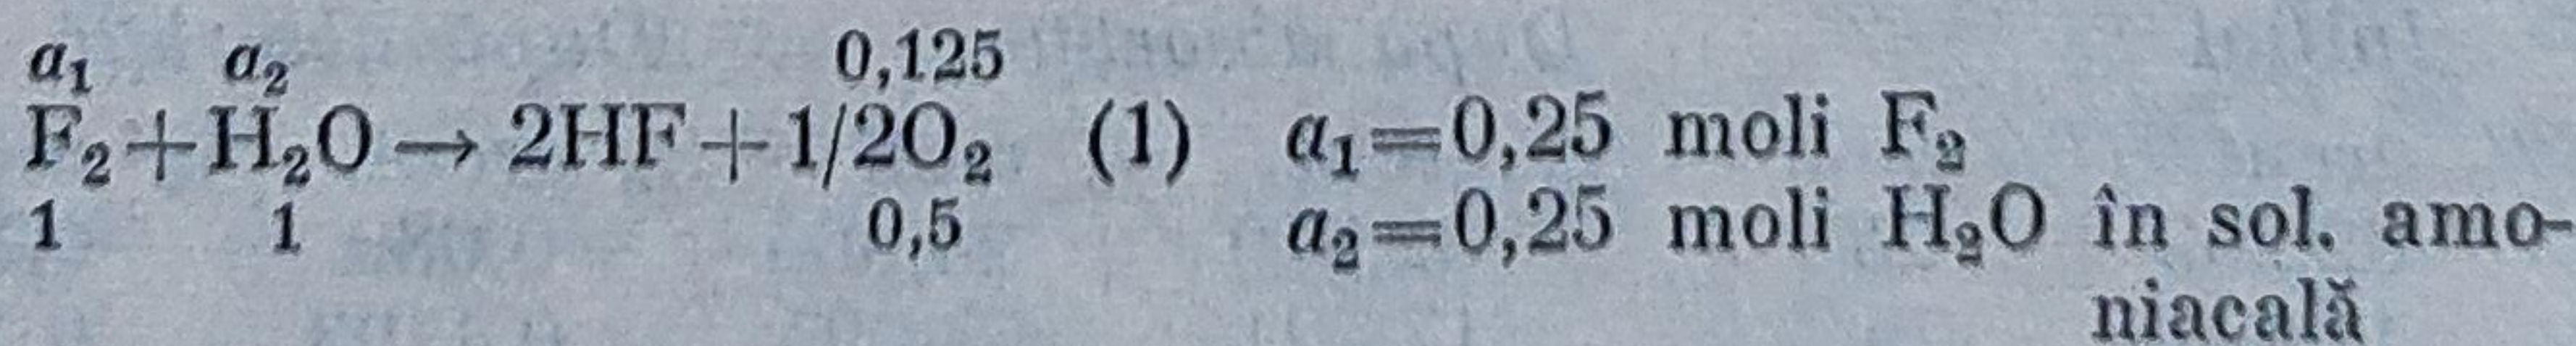 a₁ a₂ 0,125
F₂+H₂O → 2HF+1/2O₂ (1) a₁=0,25 moli F₂
1 1 0,5 a₂=0,25 moli H₂O în sol. amo-
niacală